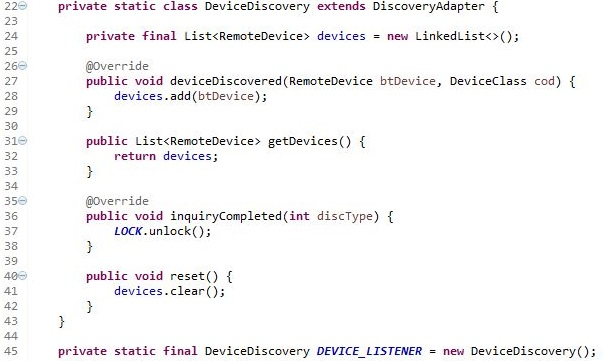 22 private static class DeviceDiscovery extends DiscoveryAdapter {
23
24 private final List<RemoteDevice> devices = new LinkedList<>();
25
26 @Override
27 public void deviceDiscovered(RemoteDevice btDevice, DeviceClass cod) {
28 devices.add(btDevice);
29 }
30
31 public List<RemoteDevice> getDevices() {
32 return devices;
33 }
34
35 @Override
36 public void inquiryCompleted(int discType) {
37 LOCK.unlock();
38 }
39
40 public void reset() {
41 devices.clear();
42 }
43 }
44
45 private static final DeviceDiscovery DEVICE_LISTENER = new DeviceDiscovery();